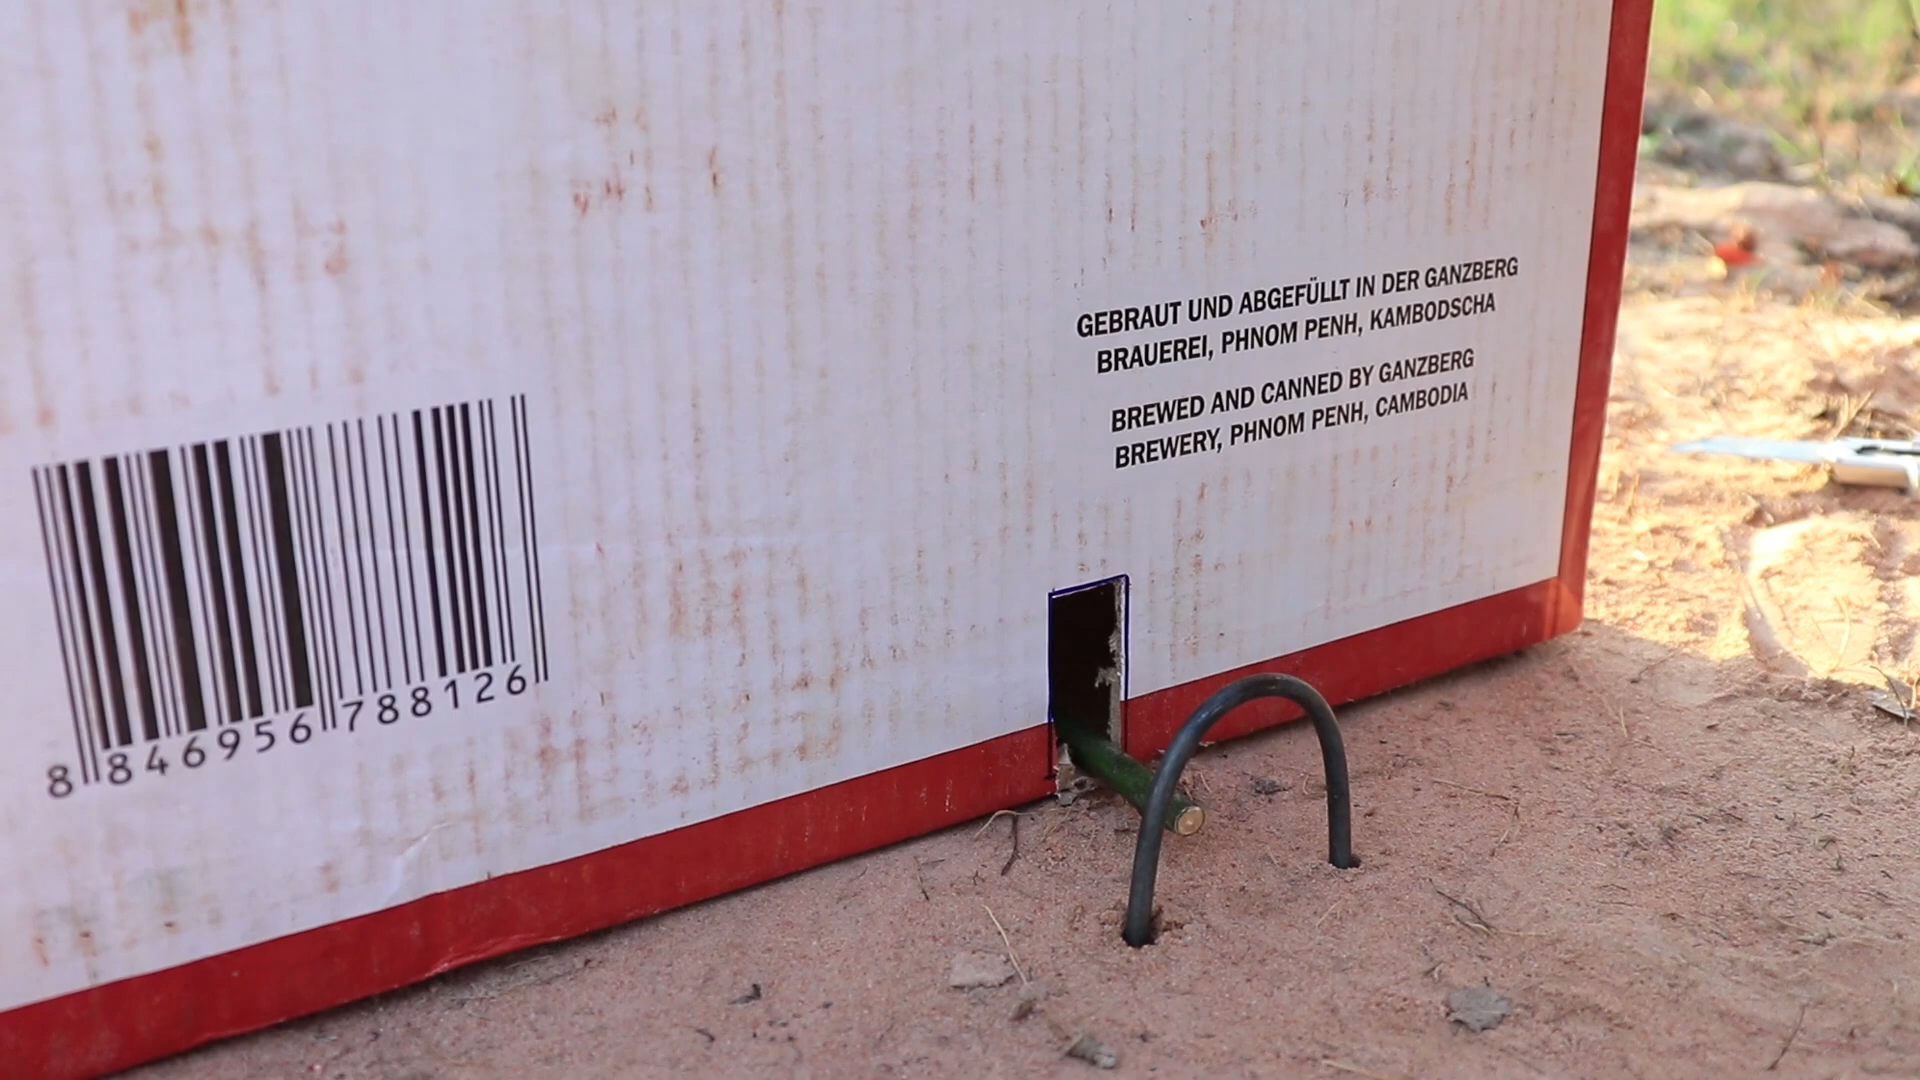 GEBRAUT UND ABGEFÜLLT IN DER GANZBERG
BRAUEREI, PHNOM PENH, KAMBODSCHA
BREWED AND CANNED BY GANZBERG
BREWERY, PHNOM PENH, CAMBODIA
8 846956 788126